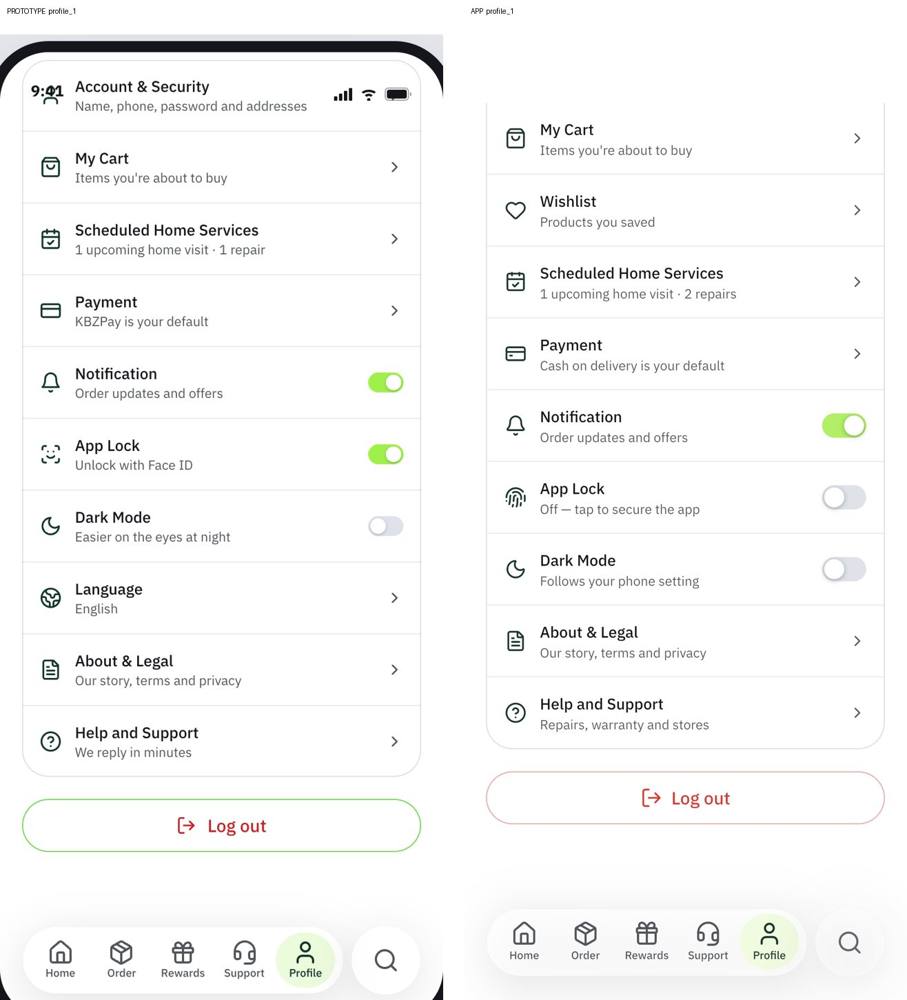 PROTOTYPE profile_1
9:41
Account & Security
Name, phone, password and addresses
My Cart
Items you're about to buy
Scheduled Home Services
1 upcoming home visit · 1 repair
Payment
KBZPay is your default
Notification
Order updates and offers
App Lock
Unlock with Face ID
Dark Mode
Easier on the eyes at night
Language
English
About & Legal
Our story, terms and privacy
Help and Support
We reply in minutes
Log out
Home Order Rewards Support Profile
APP profile_1
My Cart
Items you're about to buy
Wishlist
Products you saved
Scheduled Home Services
1 upcoming home visit · 2 repairs
Payment
Cash on delivery is your default
Notification
Order updates and offers
App Lock
Off — tap to secure the app
Dark Mode
Follows your phone setting
About & Legal
Our story, terms and privacy
Help and Support
Repairs, warranty and stores
Log out
Home Order Rewards Support Profile